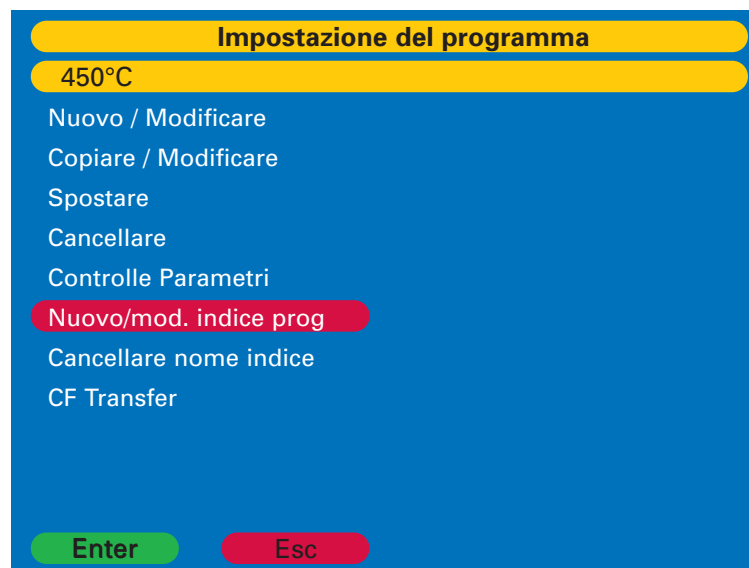 Impostazione del programma
450°C
Nuovo / Modificare
Copiare / Modificare
Spostare
Cancellare
Controlle Parametri
Nuovo/mod. indice prog
Cancellare nome indice
CF Transfer
Enter Esc